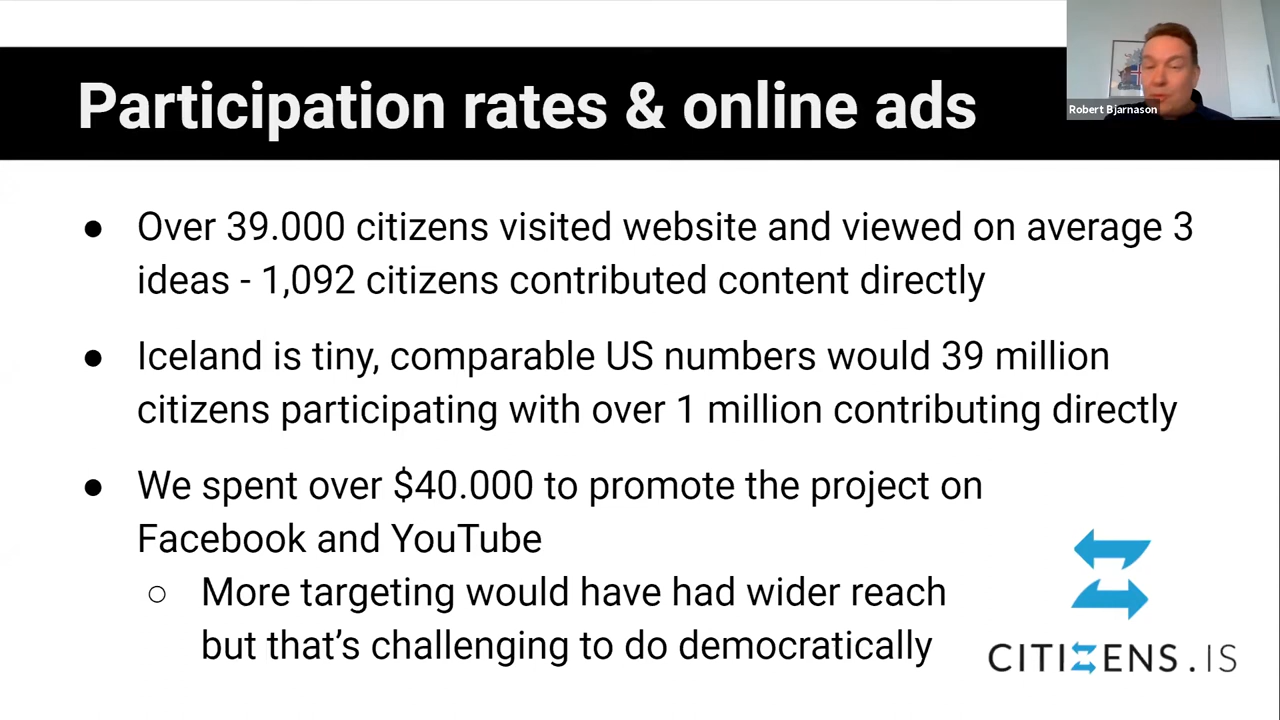 Participation rates & online ads
Robert Bjarnason
● Over 39.000 citizens visited website and viewed on average 3
ideas - 1,092 citizens contributed content directly
● Iceland is tiny, comparable US numbers would 39 million
citizens participating with over 1 million contributing directly
● We spent over $40.000 to promote the project on
Facebook and YouTube
○ More targeting would have had wider reach
but that’s challenging to do democratically
CITIZENS.IS